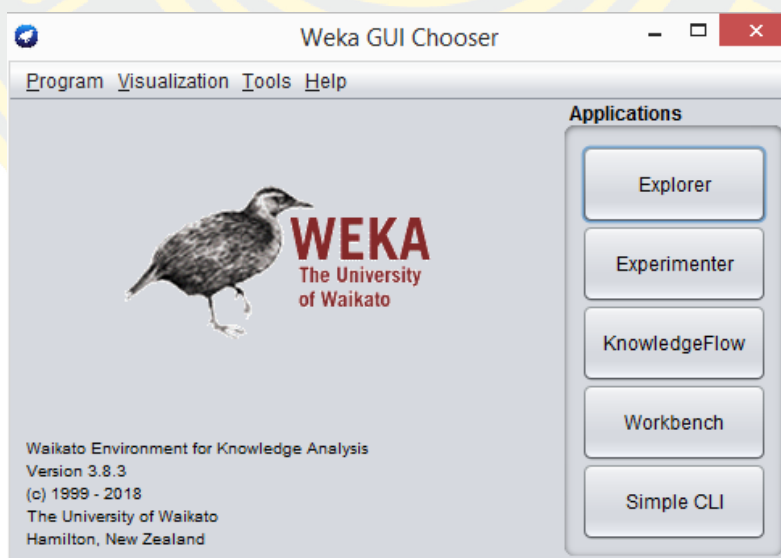 Weka GUI Chooser
Program Visualization Tools Help
Applications
Explorer
Experimenter
KnowledgeFlow
Workbench
Simple CLI
WEKA
The University
of Waikato
Waikato Environment for Knowledge Analysis
Version 3.8.3
(c) 1999 - 2018
The University of Waikato
Hamilton, New Zealand